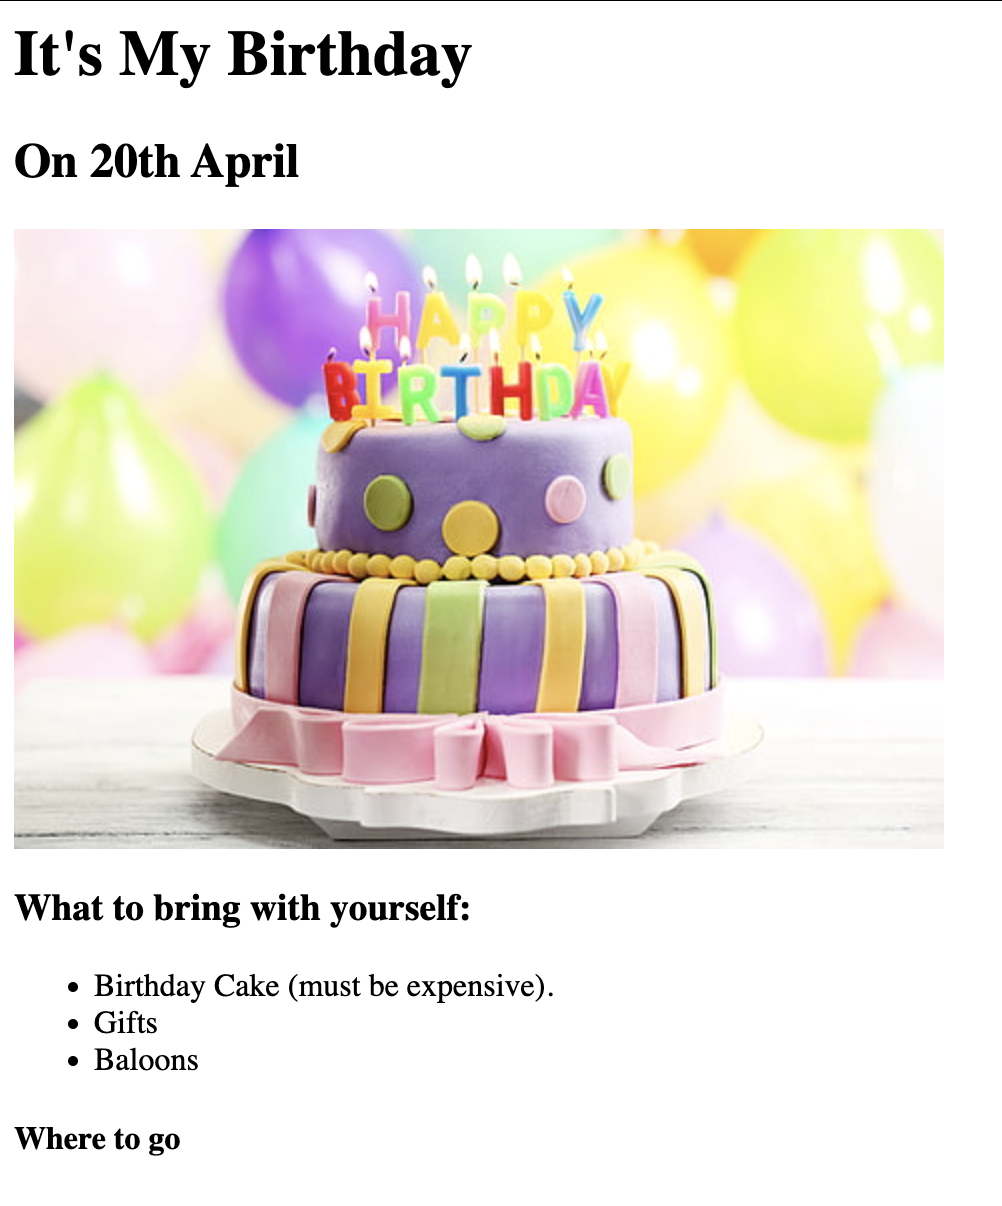 It's My Birthday
On 20th April
HAPPY
BIRTHDAY
What to bring with yourself:
Birthday Cake (must be expensive).
Gifts
Baloons
Where to go